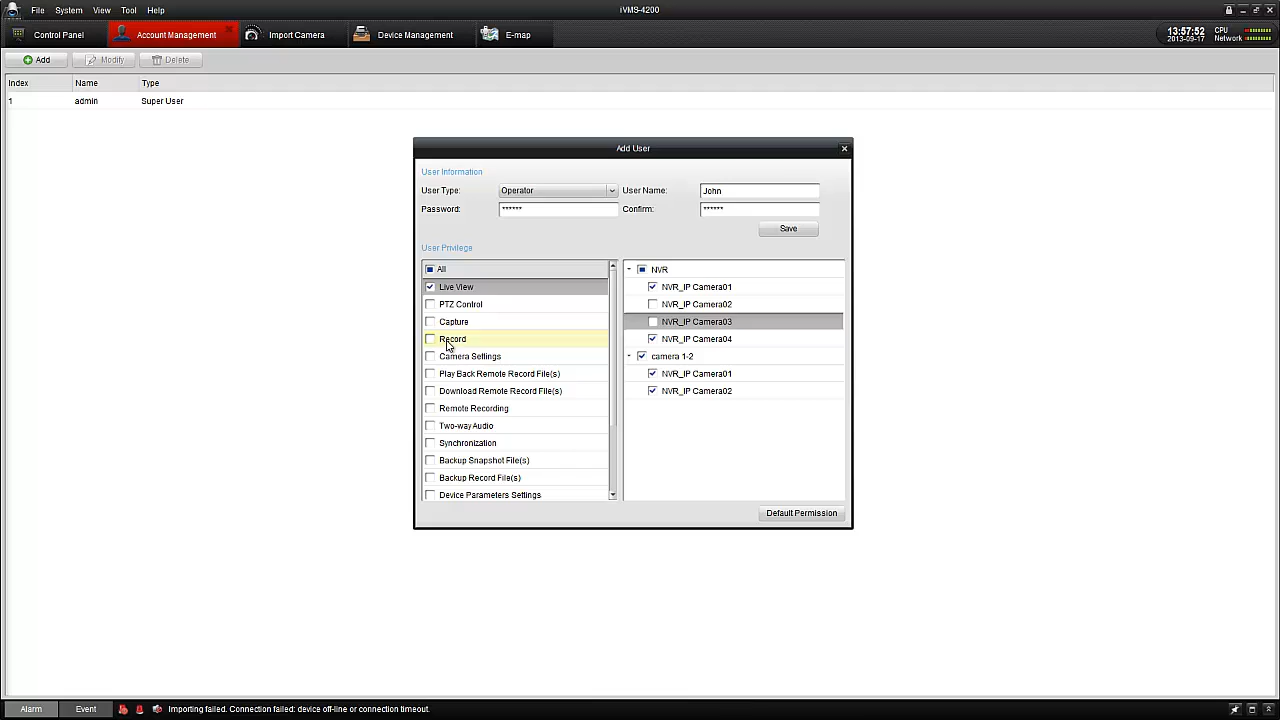 File System View Tool Help iVMS-4200
Control Panel Account Management Import Camera Device Management E-map 13:57:52 2013-09-17 CPU Network
Add Modify Delete
Index Name Type
1 admin Super User
Add User
User Information
User Type: Operator User Name: John
Password: ****** Confirm: ******
Save
User Privilege
All
Live View
PTZ Control
Capture
Record
Camera Settings
Play Back Remote Record File(s)
Download Remote Record File(s)
Remote Recording
Two-way Audio
Synchronization
Backup Snapshot File(s)
Backup Record File(s)
Device Parameters Settings
NVR
NVR_IP Camera01
NVR_IP Camera02
NVR_IP Camera03
NVR_IP Camera04
camera 1-2
NVR_IP Camera01
NVR_IP Camera02
Default Permission
Alarm Event Importing failed. Connection failed: device off-line or connection timeout.